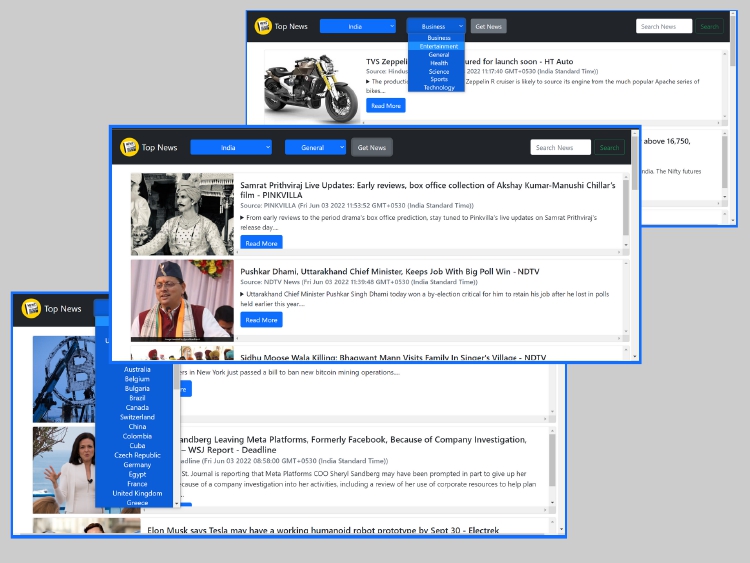 Top News
India
Business
Get News
Search News
Search
Business
Entertainment
General
Health
Science
Sports
Technology
TVS Zeppelin
ured for launch soon - HT Auto
Source: Hindus
11:17:40 GMT+0530 (India Standard Time))
The production
Zeppelin R cruiser is likely to source its engine from the much popular Apache series of
bikes....
Read More
above 16,750,
India. The Nifty futures
Top News
India
General
Get News
Search News
Search
Samrat Prithviraj Live Updates: Early reviews, box office collection of Akshay Kumar-Manushi Chillar's
film - PINKVILLA
Source: PINKVILLA (Fri Jun 03 2022 11:53:52 GMT+0530 (India Standard Time))
From early reviews to the period drama's box office prediction, stay tuned to Pinkvilla's live updates on Samrat Prithviraj's
release day....
Read More
Pushkar Dhami, Uttarakhand Chief Minister, Keeps Job With Big Poll Win - NDTV
Source: NDTV News (Fri Jun 03 2022 11:39:48 GMT+0530 (India Standard Time))
Uttarakhand Chief Minister Pushkar Singh Dhami today won a by-election critical for him to retain his job after he lost in polls
held earlier this year....
Read More
Sidhu Moose Wala Killing: Bhagwant Mann Visits Family In Singer's Village - NDTV
Top News
Australia
Belgium
Bulgaria
Brazil
Canada
Switzerland
China
Colombia
Cuba
Czech Republic
Germany
Egypt
France
United Kingdom
Greece
ers in New York just passed a bill to ban new bitcoin mining operations....
re
andberg Leaving Meta Platforms, Formerly Facebook, Because of Company Investigation,
– WSJ Report - Deadline
eadline (Fri Jun 03 2022 08:58:00 GMT+0530 (India Standard Time))
St. Journal is reporting that Meta Platforms COO Sheryl Sandberg may have been prompted in part to give up her
ecause of a company investigation into her activities, including a review of her use of corporate resources to help plan
Elon Musk says Tesla may have a working humanoid robot prototype by Sept 30 - Electrek